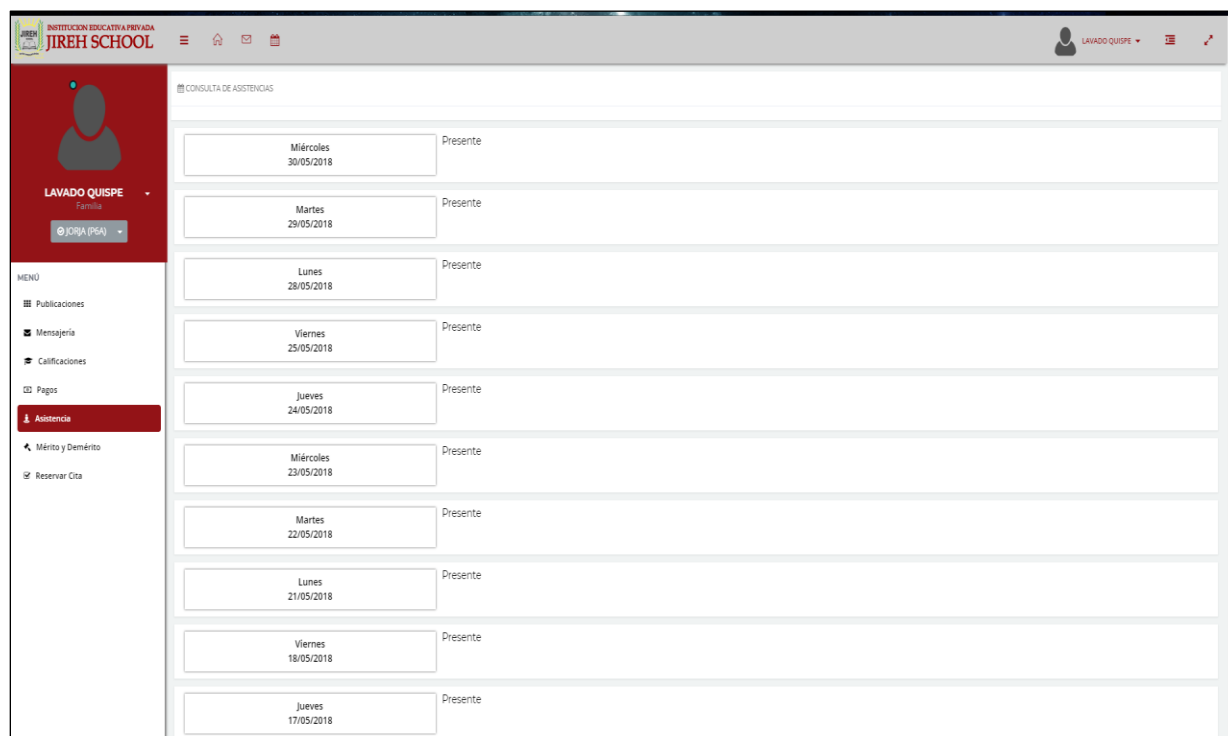 INSTITUCION EDUCATIVA PRIVADA
JIREH SCHOOL
JIREH
LAVADO QUISPE
LAVADO QUISPE
Familia
JORJA (P6A)
MENÚ
Publicaciones
Mensajería
Calificaciones
Pagos
Asistencia
Mérito y Demérito
Reservar Cita
CONSULTA DE ASISTENCIAS
Miércoles
30/05/2018
Presente
Martes
29/05/2018
Presente
Lunes
28/05/2018
Presente
Viernes
25/05/2018
Presente
Jueves
24/05/2018
Presente
Miércoles
23/05/2018
Presente
Martes
22/05/2018
Presente
Lunes
21/05/2018
Presente
Viernes
18/05/2018
Presente
Jueves
17/05/2018
Presente